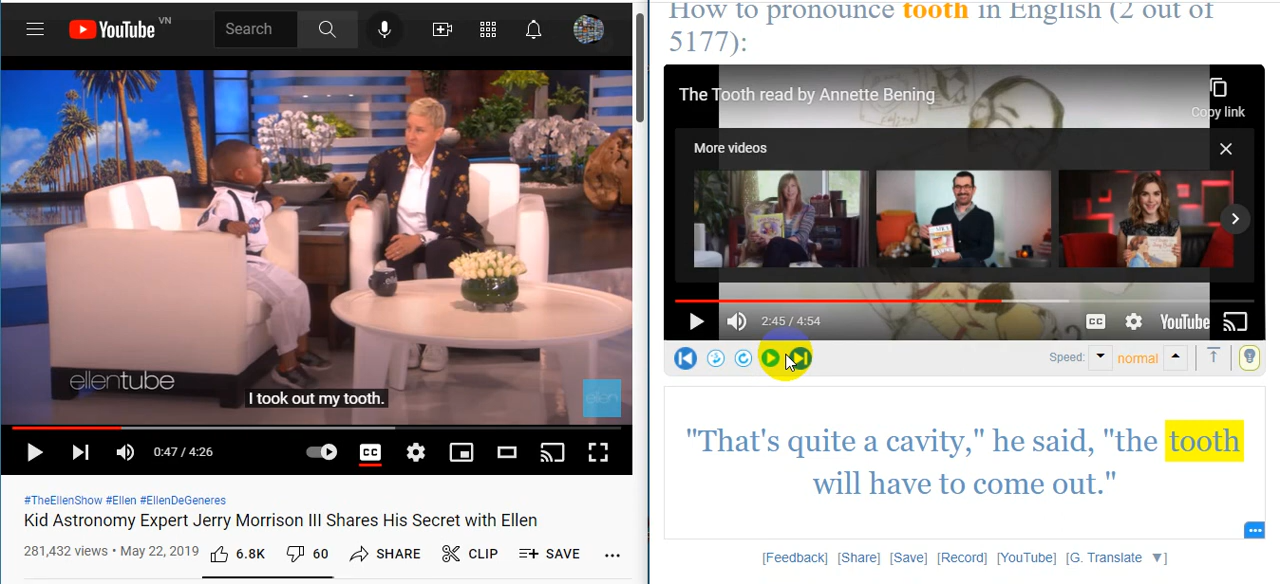 YouTube VN
Search
ellentube
I took out my tooth.
ellen
0:47 / 4:26
CC
#TheEllenShow #Ellen #EllenDeGeneres
Kid Astronomy Expert Jerry Morrison III Shares His Secret with Ellen
281,432 views • May 22, 2019 6.8K 60 SHARE CLIP SAVE ...
How to pronounce tooth in English (2 out of
5177):
The Tooth read by Annette Bening
Copy link
More videos
2:45 / 4:54
CC
YouTube
Speed: normal
"That's quite a cavity," he said, "the tooth
will have to come out."
[Feedback] [Share] [Save] [Record] [YouTube] [G. Translate ▼]